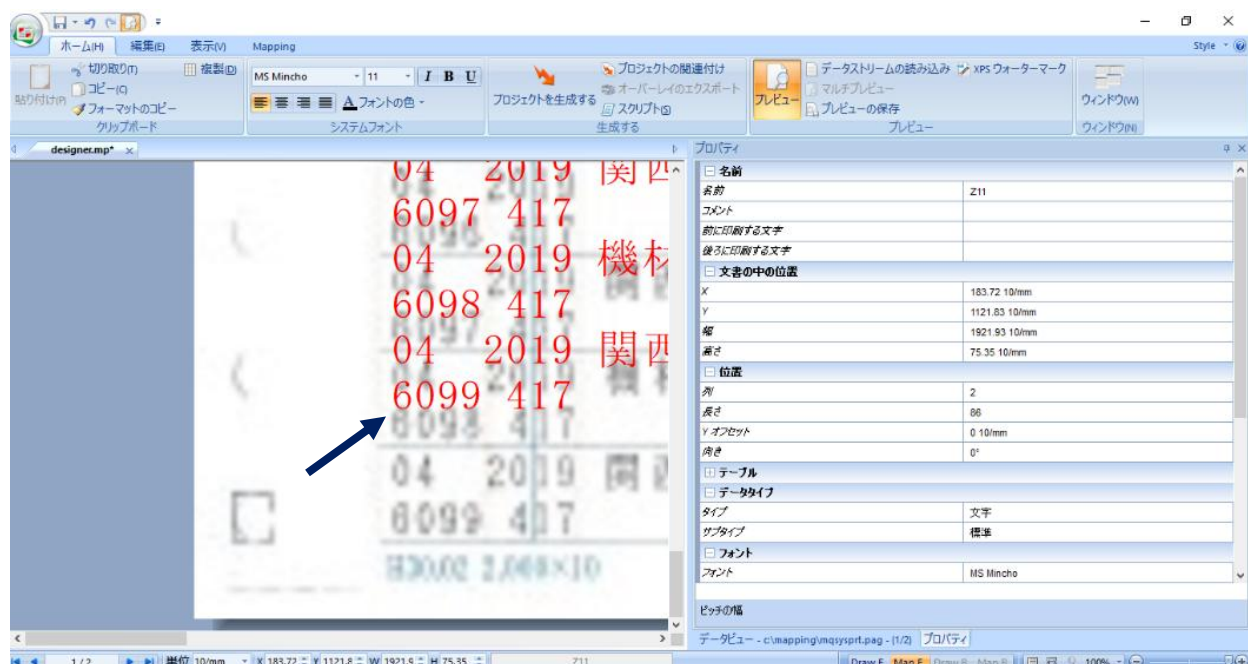 ホーム(H) 編集(E) 表示(V) Mapping Style
貼り付け(P)
切り取り(T)
コピー(C)
フォーマットのコピー
複製(D)
クリップボード
MS Mincho 11 I B U
A フォントの色
システムフォント
プロジェクトを生成する
プロジェクトの関連付け
オーバーレイのエクスポート
スクリプト(S)
生成する
プレビュー
データストリームの読み込み
マルチプレビュー
プレビューの保存
XPS ウォーターマーク
プレビュー
ウィンドウ(W)
ウィンドウ(N)
designer.mp*
04 2019 関西
6097 417
04 2019 機材
6098 417
04 2019 関西
6099 417
6098 417
04 2019 関西
6099 417
プロパティ
名前
名前 Z11
コメント
前に印刷する文字
後ろに印刷する文字
文書の中の位置
X 183.72 10/mm
Y 1121.83 10/mm
幅 1921.93 10/mm
高さ 75.35 10/mm
位置
列 2
長さ 86
Y オフセット 0 10/mm
向き 0°
テーブル
データタイプ
タイプ 文字
サブタイプ 標準
フォント
フォント MS Mincho
ピッチの幅
データビュー - c:\mapping\mqsysprt.pag - (1/2) プロパティ
1/2 単位 10/mm X 183.72 Y 1121.8 W 1921.9 H 75.35 Z11 Draw F Map F Draw B Map B 100%